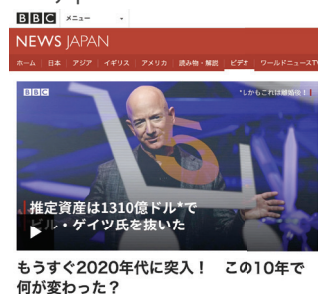 BBC メニュー
NEWS JAPAN
ホーム 日本 アジア イギリス アメリカ 読み物・解説 ビデオ ワールドニュースTV
BBC
*しかもこれは離婚後！
推定資産は1310億ドル*で
ビル・ゲイツ氏を抜いた
もうすぐ2020年代に突入！　この10年で
何が変わった？